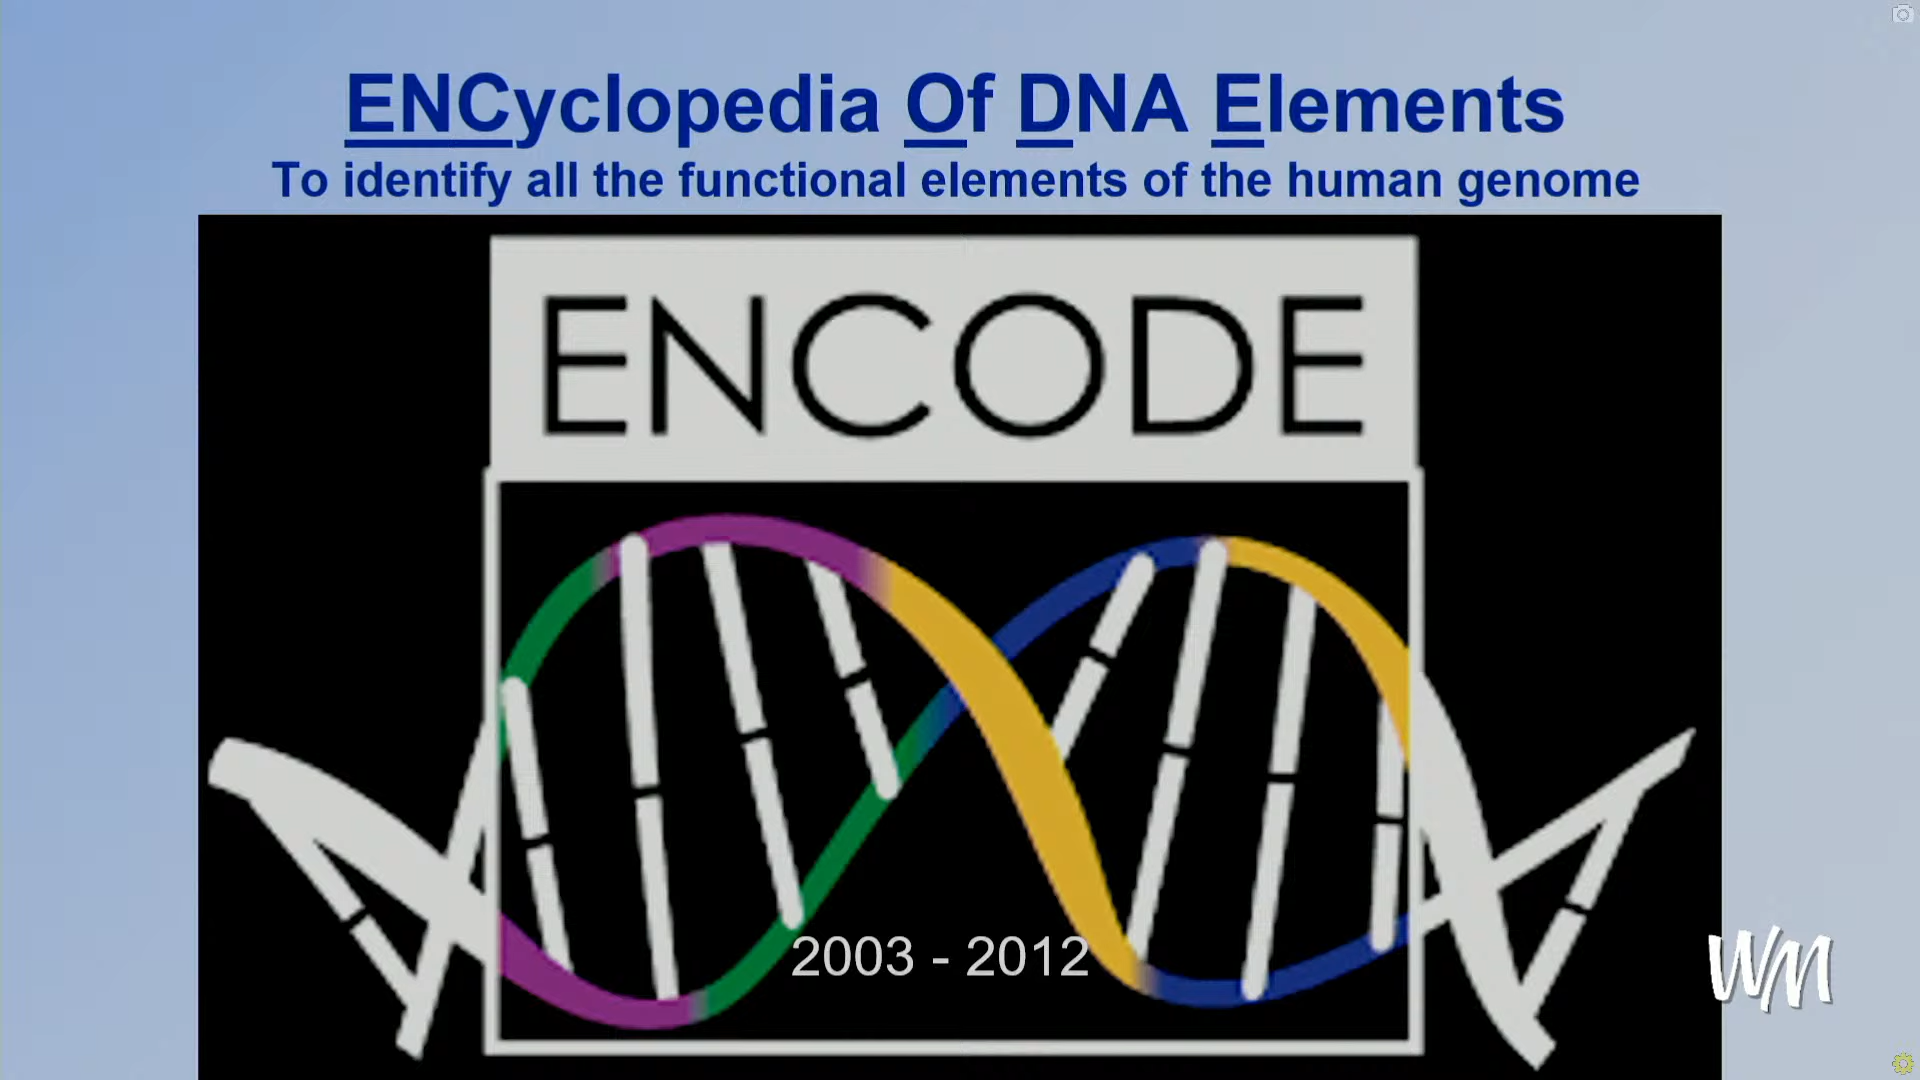 ENCyclopedia Of DNA Elements
To identify all the functional elements of the human genome
ENCODE
2003 - 2012
WM